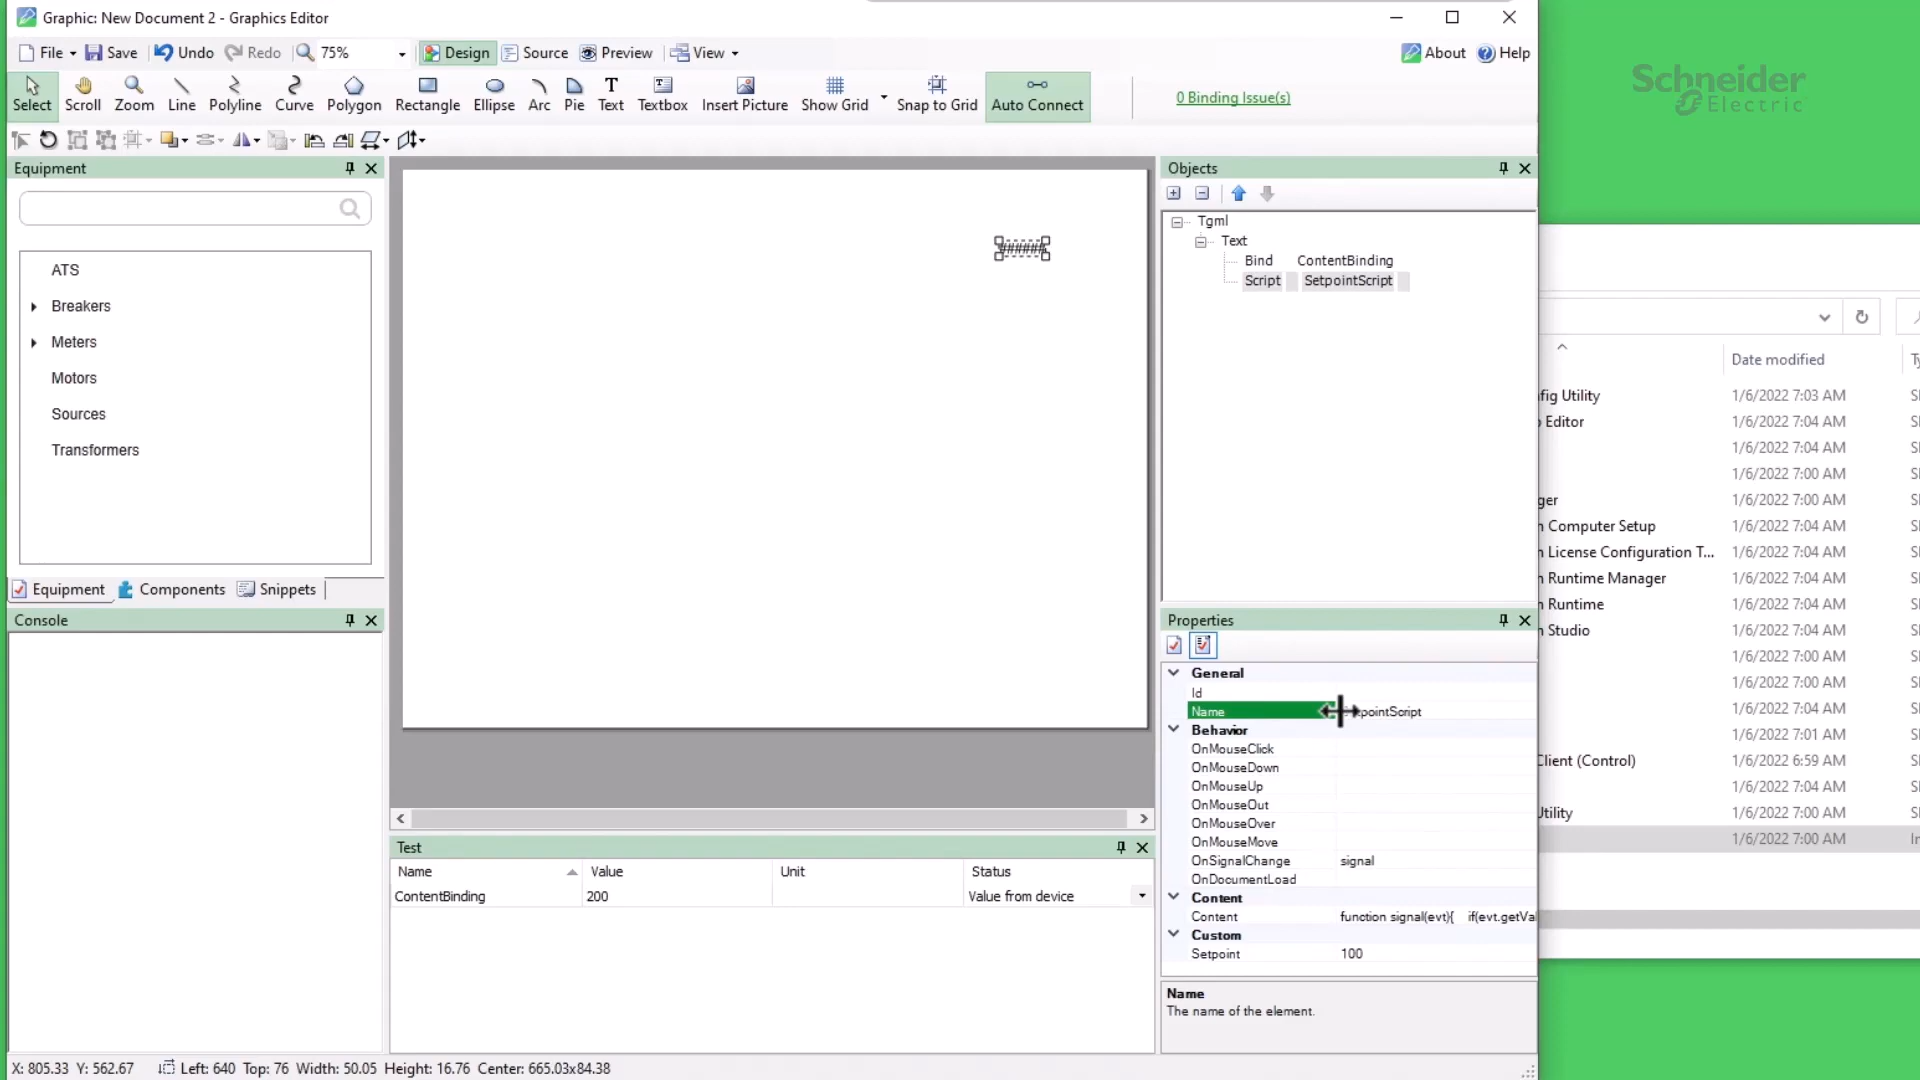 Graphic: New Document 2 - Graphics Editor
File Save Undo Redo 75% Design Source Preview View About Help
Select Scroll Zoom Line Polyline Curve Polygon Rectangle Ellipse Arc Pie Text Textbox Insert Picture Show Grid Snap to Grid Auto Connect
0 Binding Issue(s)
Schneider
Electric
Equipment
ATS
Breakers
Meters
Motors
Sources
Transformers
Equipment Components Snippets
Console
######
Test
Name Value Unit Status
ContentBinding 200 Value from device
Objects
Tgml
Text
Bind ContentBinding
Script SetpointScript
Properties
General
Id
Name pointScript
Behavior
OnMouseClick
OnMouseDown
OnMouseUp
OnMouseOut
OnMouseOver
OnMouseMove
OnSignalChange signal
OnDocumentLoad
Content
Content function signal(evt){ if(evt.getVal
Custom
Setpoint 100
Name
The name of the element.
Date modified
fig Utility 1/6/2022 7:03 AM
Editor 1/6/2022 7:04 AM
1/6/2022 7:04 AM
1/6/2022 7:00 AM
ger 1/6/2022 7:00 AM
n Computer Setup 1/6/2022 7:04 AM
n License Configuration T... 1/6/2022 7:04 AM
n Runtime Manager 1/6/2022 7:04 AM
n Runtime 1/6/2022 7:04 AM
n Studio 1/6/2022 7:04 AM
1/6/2022 7:00 AM
1/6/2022 7:00 AM
1/6/2022 7:04 AM
1/6/2022 7:01 AM
Client (Control) 1/6/2022 6:59 AM
1/6/2022 7:04 AM
Utility 1/6/2022 7:00 AM
1/6/2022 7:00 AM
X: 805.33 Y: 562.67 Left: 640 Top: 76 Width: 50.05 Height: 16.76 Center: 665.03x84.38